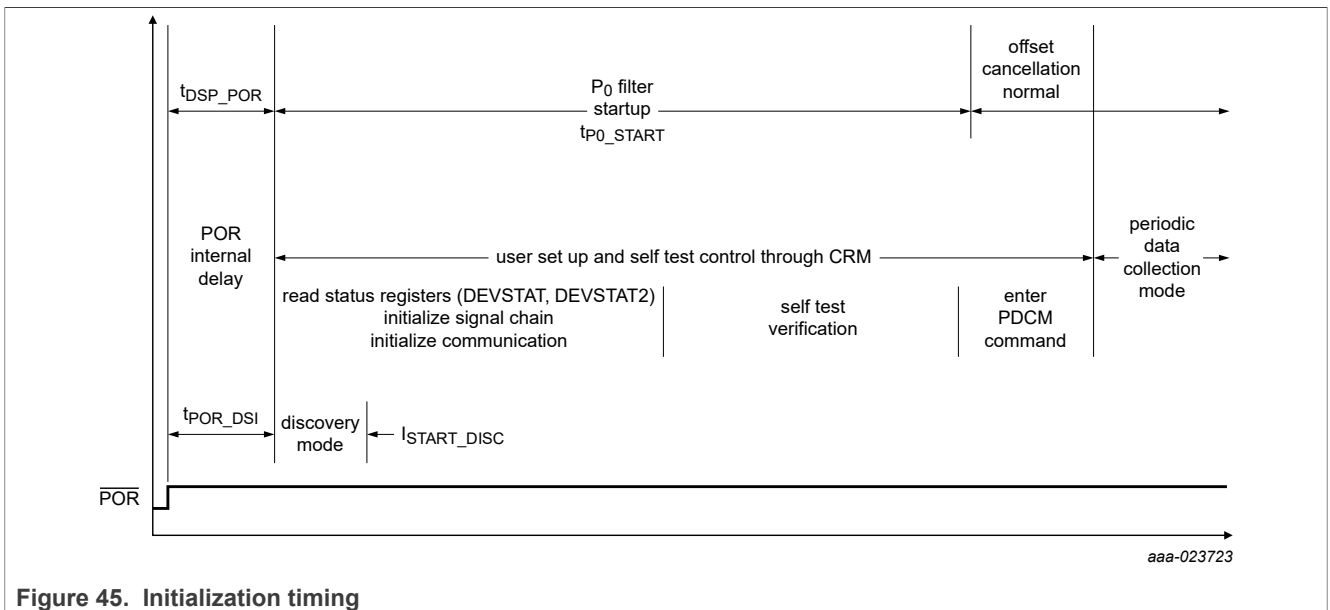 offset
cancellation
normal
tDSP_POR
P0 filter
startup
tP0_START
POR
internal
delay
user set up and self test control through CRM
periodic
data
collection
mode
read status registers (DEVSTAT, DEVSTAT2)
initialize signal chain
initialize communication
self test
verification
enter
PDCM
command
tPOR_DSI
discovery
mode
ISTART_DISC
POR
aaa-023723
Figure 45. Initialization timing